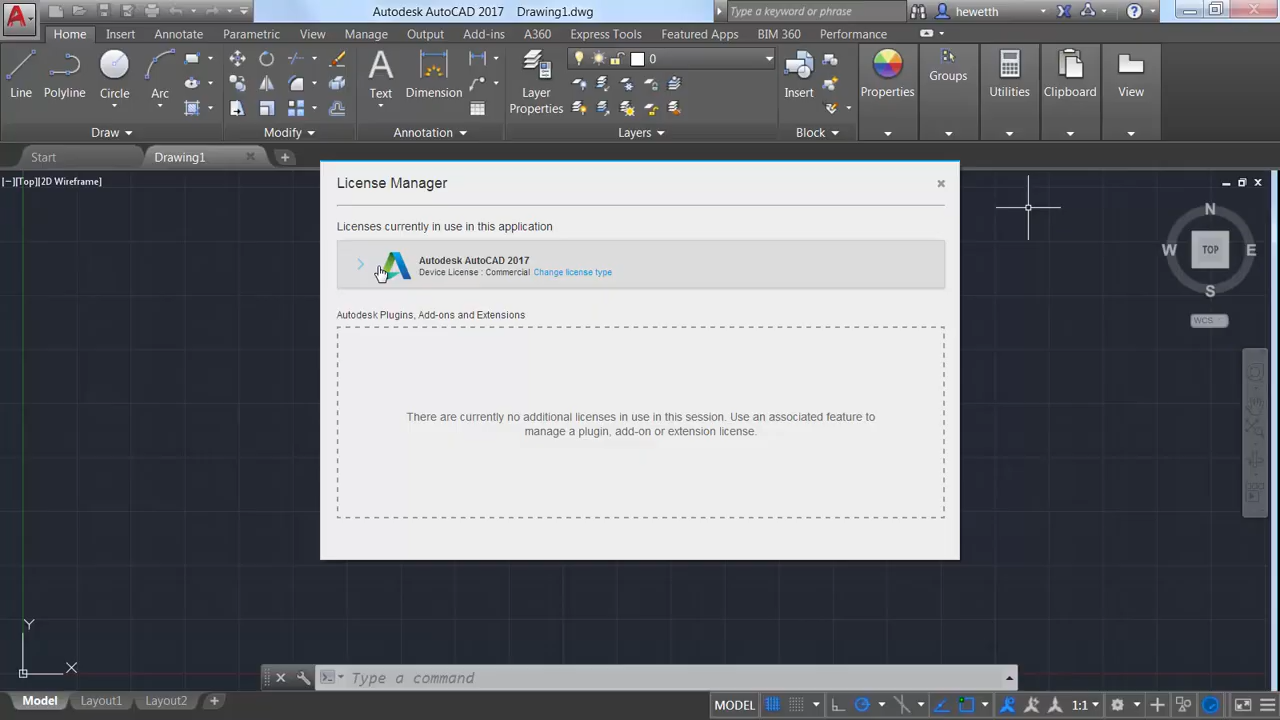 A Autodesk AutoCAD 2017 Drawing1.dwg Type a keyword or phrase hewetth
Home Insert Annotate Parametric View Manage Output Add-ins A360 Express Tools Featured Apps BIM 360 Performance
0
Line Polyline Circle Arc A Text Dimension Layer Properties Insert Properties Groups Utilities Clipboard View
Draw Modify Annotation Layers Block
Start Drawing1
[−][Top][2D Wireframe]
License Manager
Licenses currently in use in this application
Autodesk AutoCAD 2017
Device License : Commercial Change license type
Autodesk Plugins, Add-ons and Extensions
There are currently no additional licenses in use in this session. Use an associated feature to
manage a plugin, add-on or extension license.
N
W TOP E
S
WCS
Y
X
Type a command
Model Layout1 Layout2
MODEL 1:1